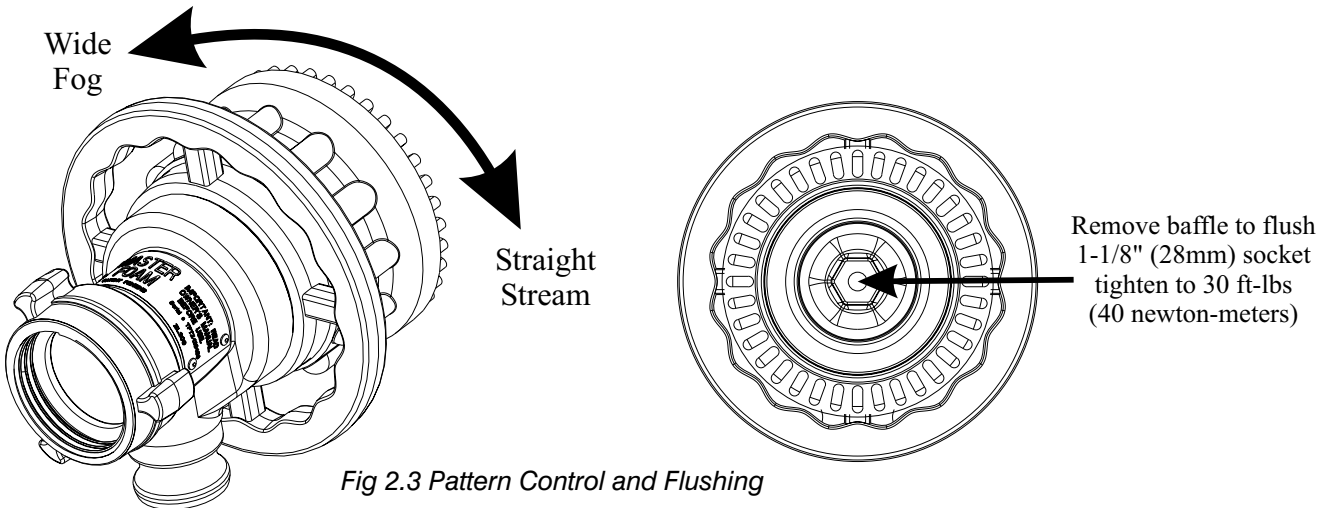 Wide
Fog
Straight
Stream
MASTER
FOAM
Remove baffle to flush
1-1/8" (28mm) socket
tighten to 30 ft-lbs
(40 newton-meters)
Fig 2.3 Pattern Control and Flushing